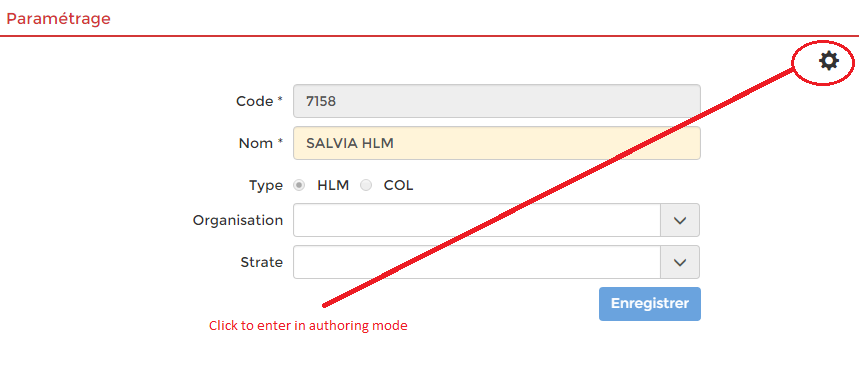 Paramétrage
Code * 7158
Nom * SALVIA HLM
Type HLM COL
Organisation
Strate
Enregistrer
Click to enter in authoring mode